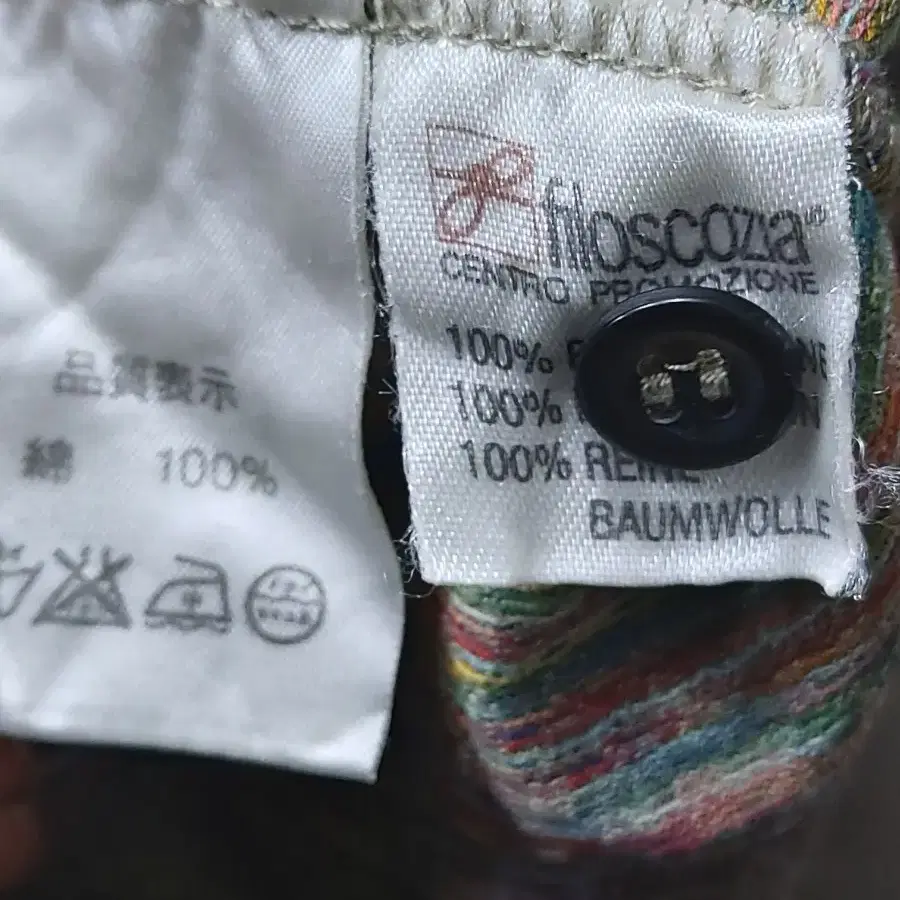 品質表示
綿 100%
filoscozia
CENTRO PROMOZIONE
100%
100%
100% REINE
BAUMWOLLE